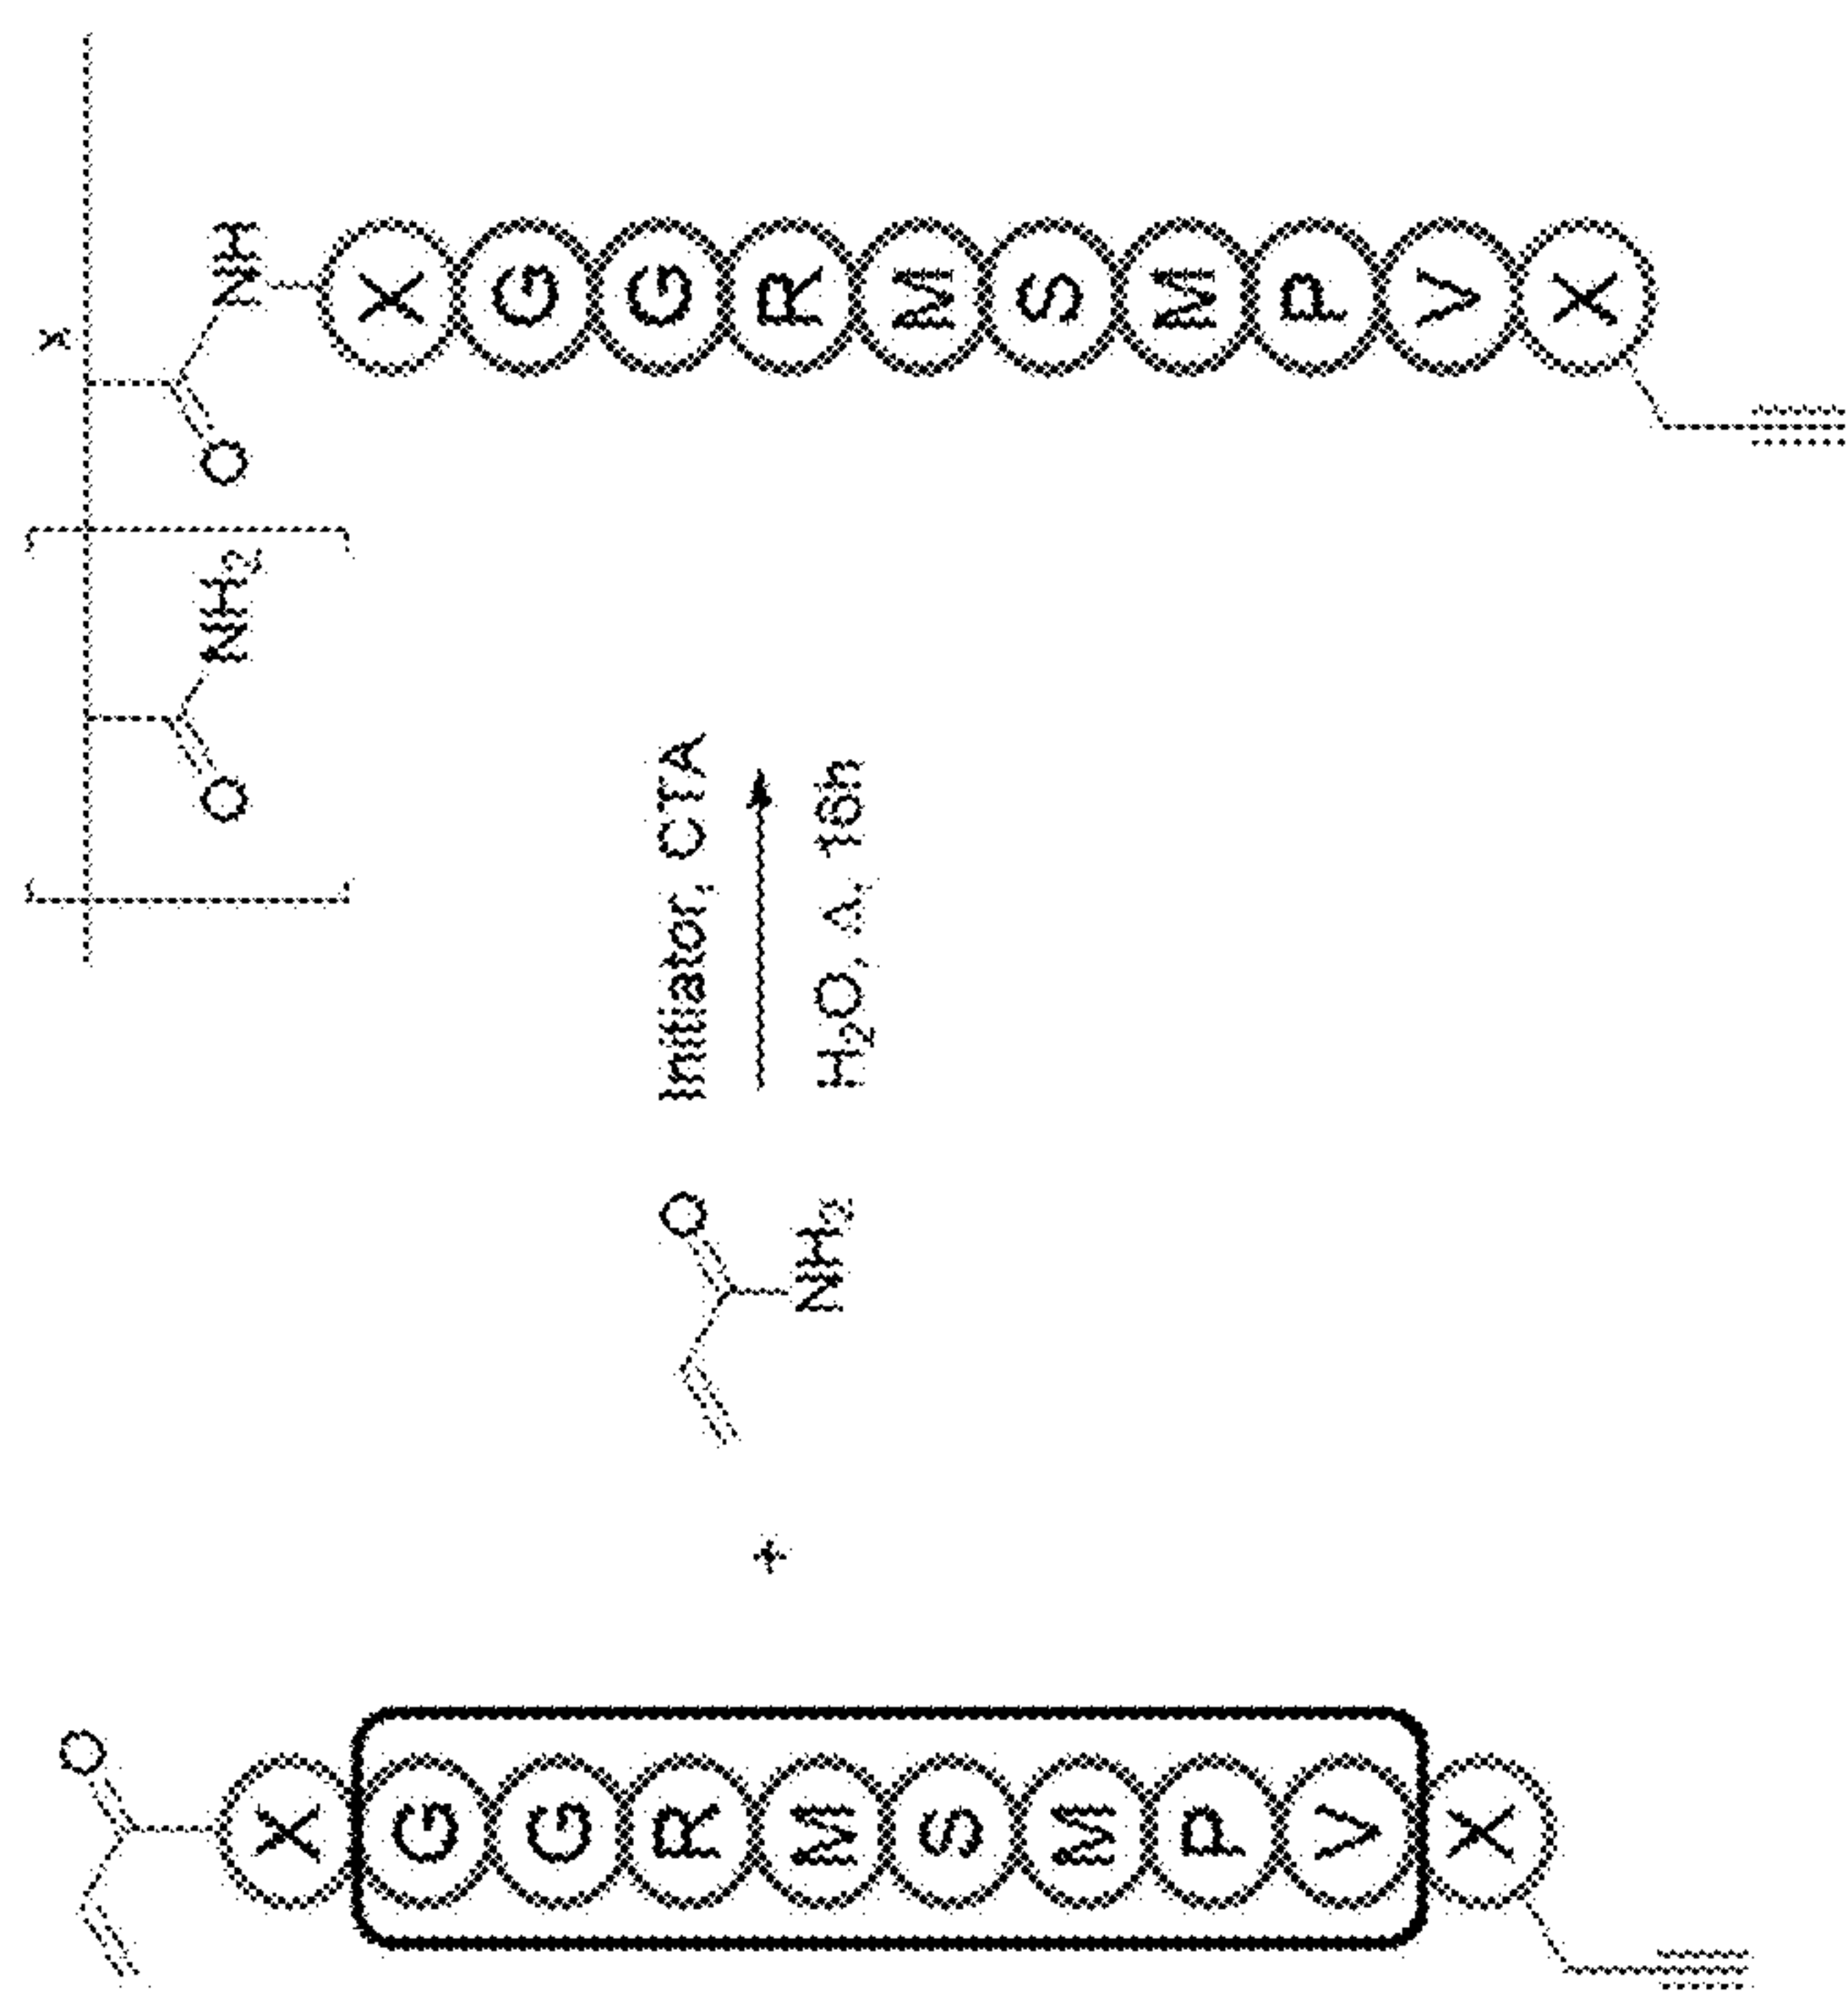 O
X
G
G
R
M
S
M
P
V
X
+
O
NH₂
Initiator, CTA
H₂O, Δ, 18h
O NH₂
O NH
x
X
G
G
R
M
S
M
P
V
X